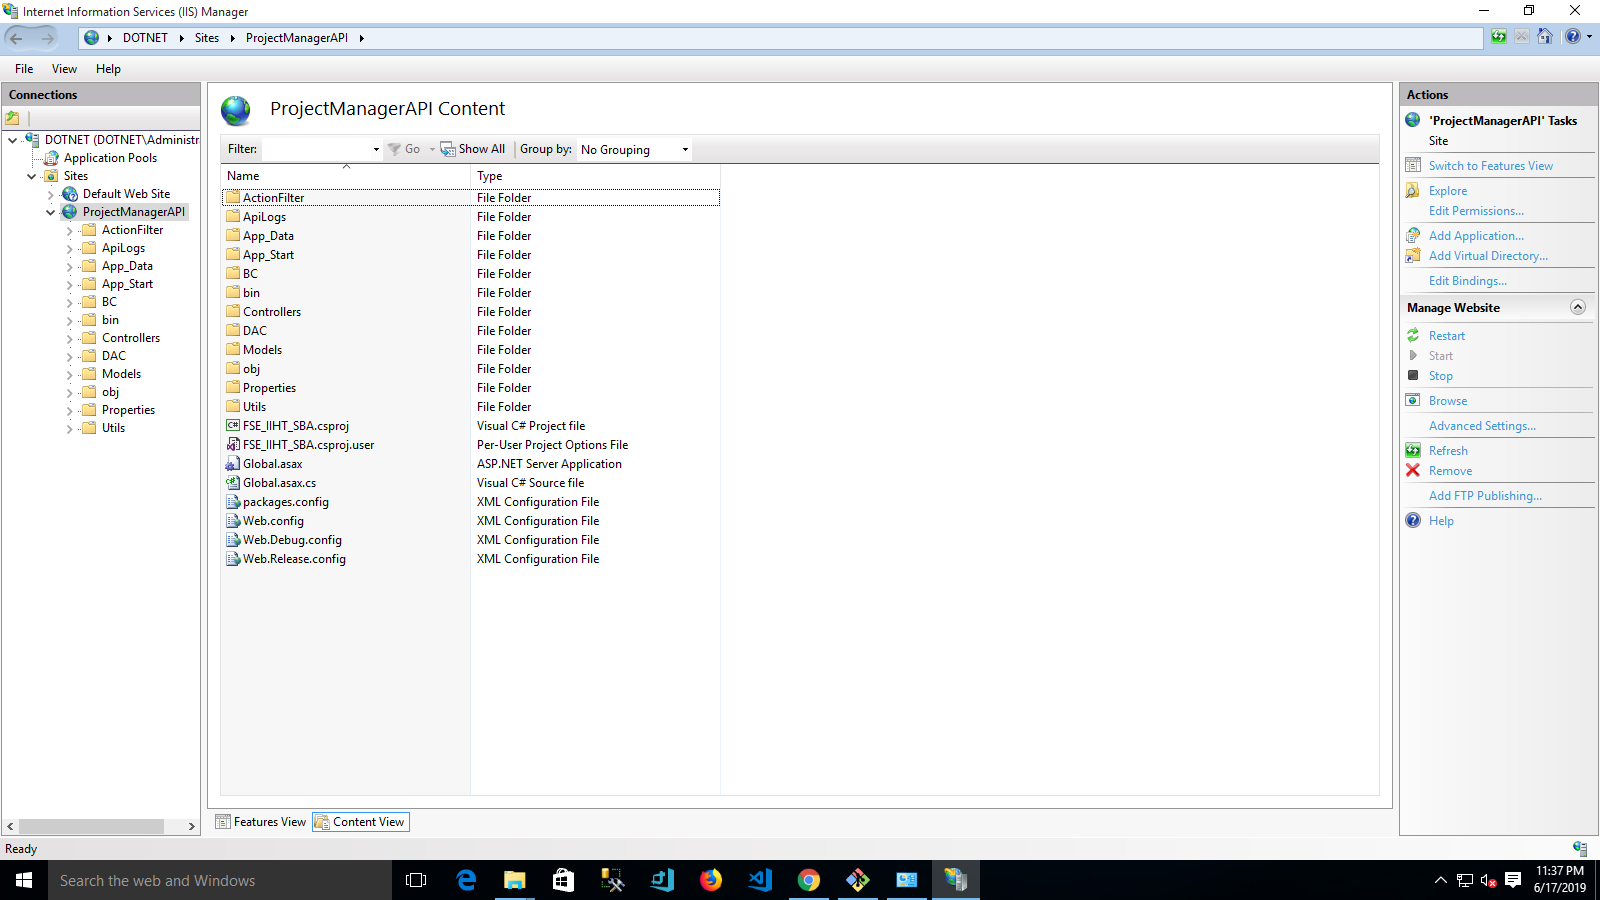 Internet Information Services (IIS) Manager
DOTNET Sites ProjectManagerAPI
File View Help
Connections
DOTNET (DOTNET\Administr
Application Pools
Sites
Default Web Site
ProjectManagerAPI
ActionFilter
ApiLogs
App_Data
App_Start
BC
bin
Controllers
DAC
Models
obj
Properties
Utils
ProjectManagerAPI Content
Filter: Go Show All Group by: No Grouping
Name Type
ActionFilter File Folder
ApiLogs File Folder
App_Data File Folder
App_Start File Folder
BC File Folder
bin File Folder
Controllers File Folder
DAC File Folder
Models File Folder
obj File Folder
Properties File Folder
Utils File Folder
FSE_IIHT_SBA.csproj Visual C# Project file
FSE_IIHT_SBA.csproj.user Per-User Project Options File
Global.asax ASP.NET Server Application
Global.asax.cs Visual C# Source file
packages.config XML Configuration File
Web.config XML Configuration File
Web.Debug.config XML Configuration File
Web.Release.config XML Configuration File
Features View Content View
Actions
'ProjectManagerAPI' Tasks
Site
Switch to Features View
Explore
Edit Permissions...
Add Application...
Add Virtual Directory...
Edit Bindings...
Manage Website
Restart
Start
Stop
Browse
Advanced Settings...
Refresh
Remove
Add FTP Publishing...
Help
Ready
Search the web and Windows
11:37 PM
6/17/2019